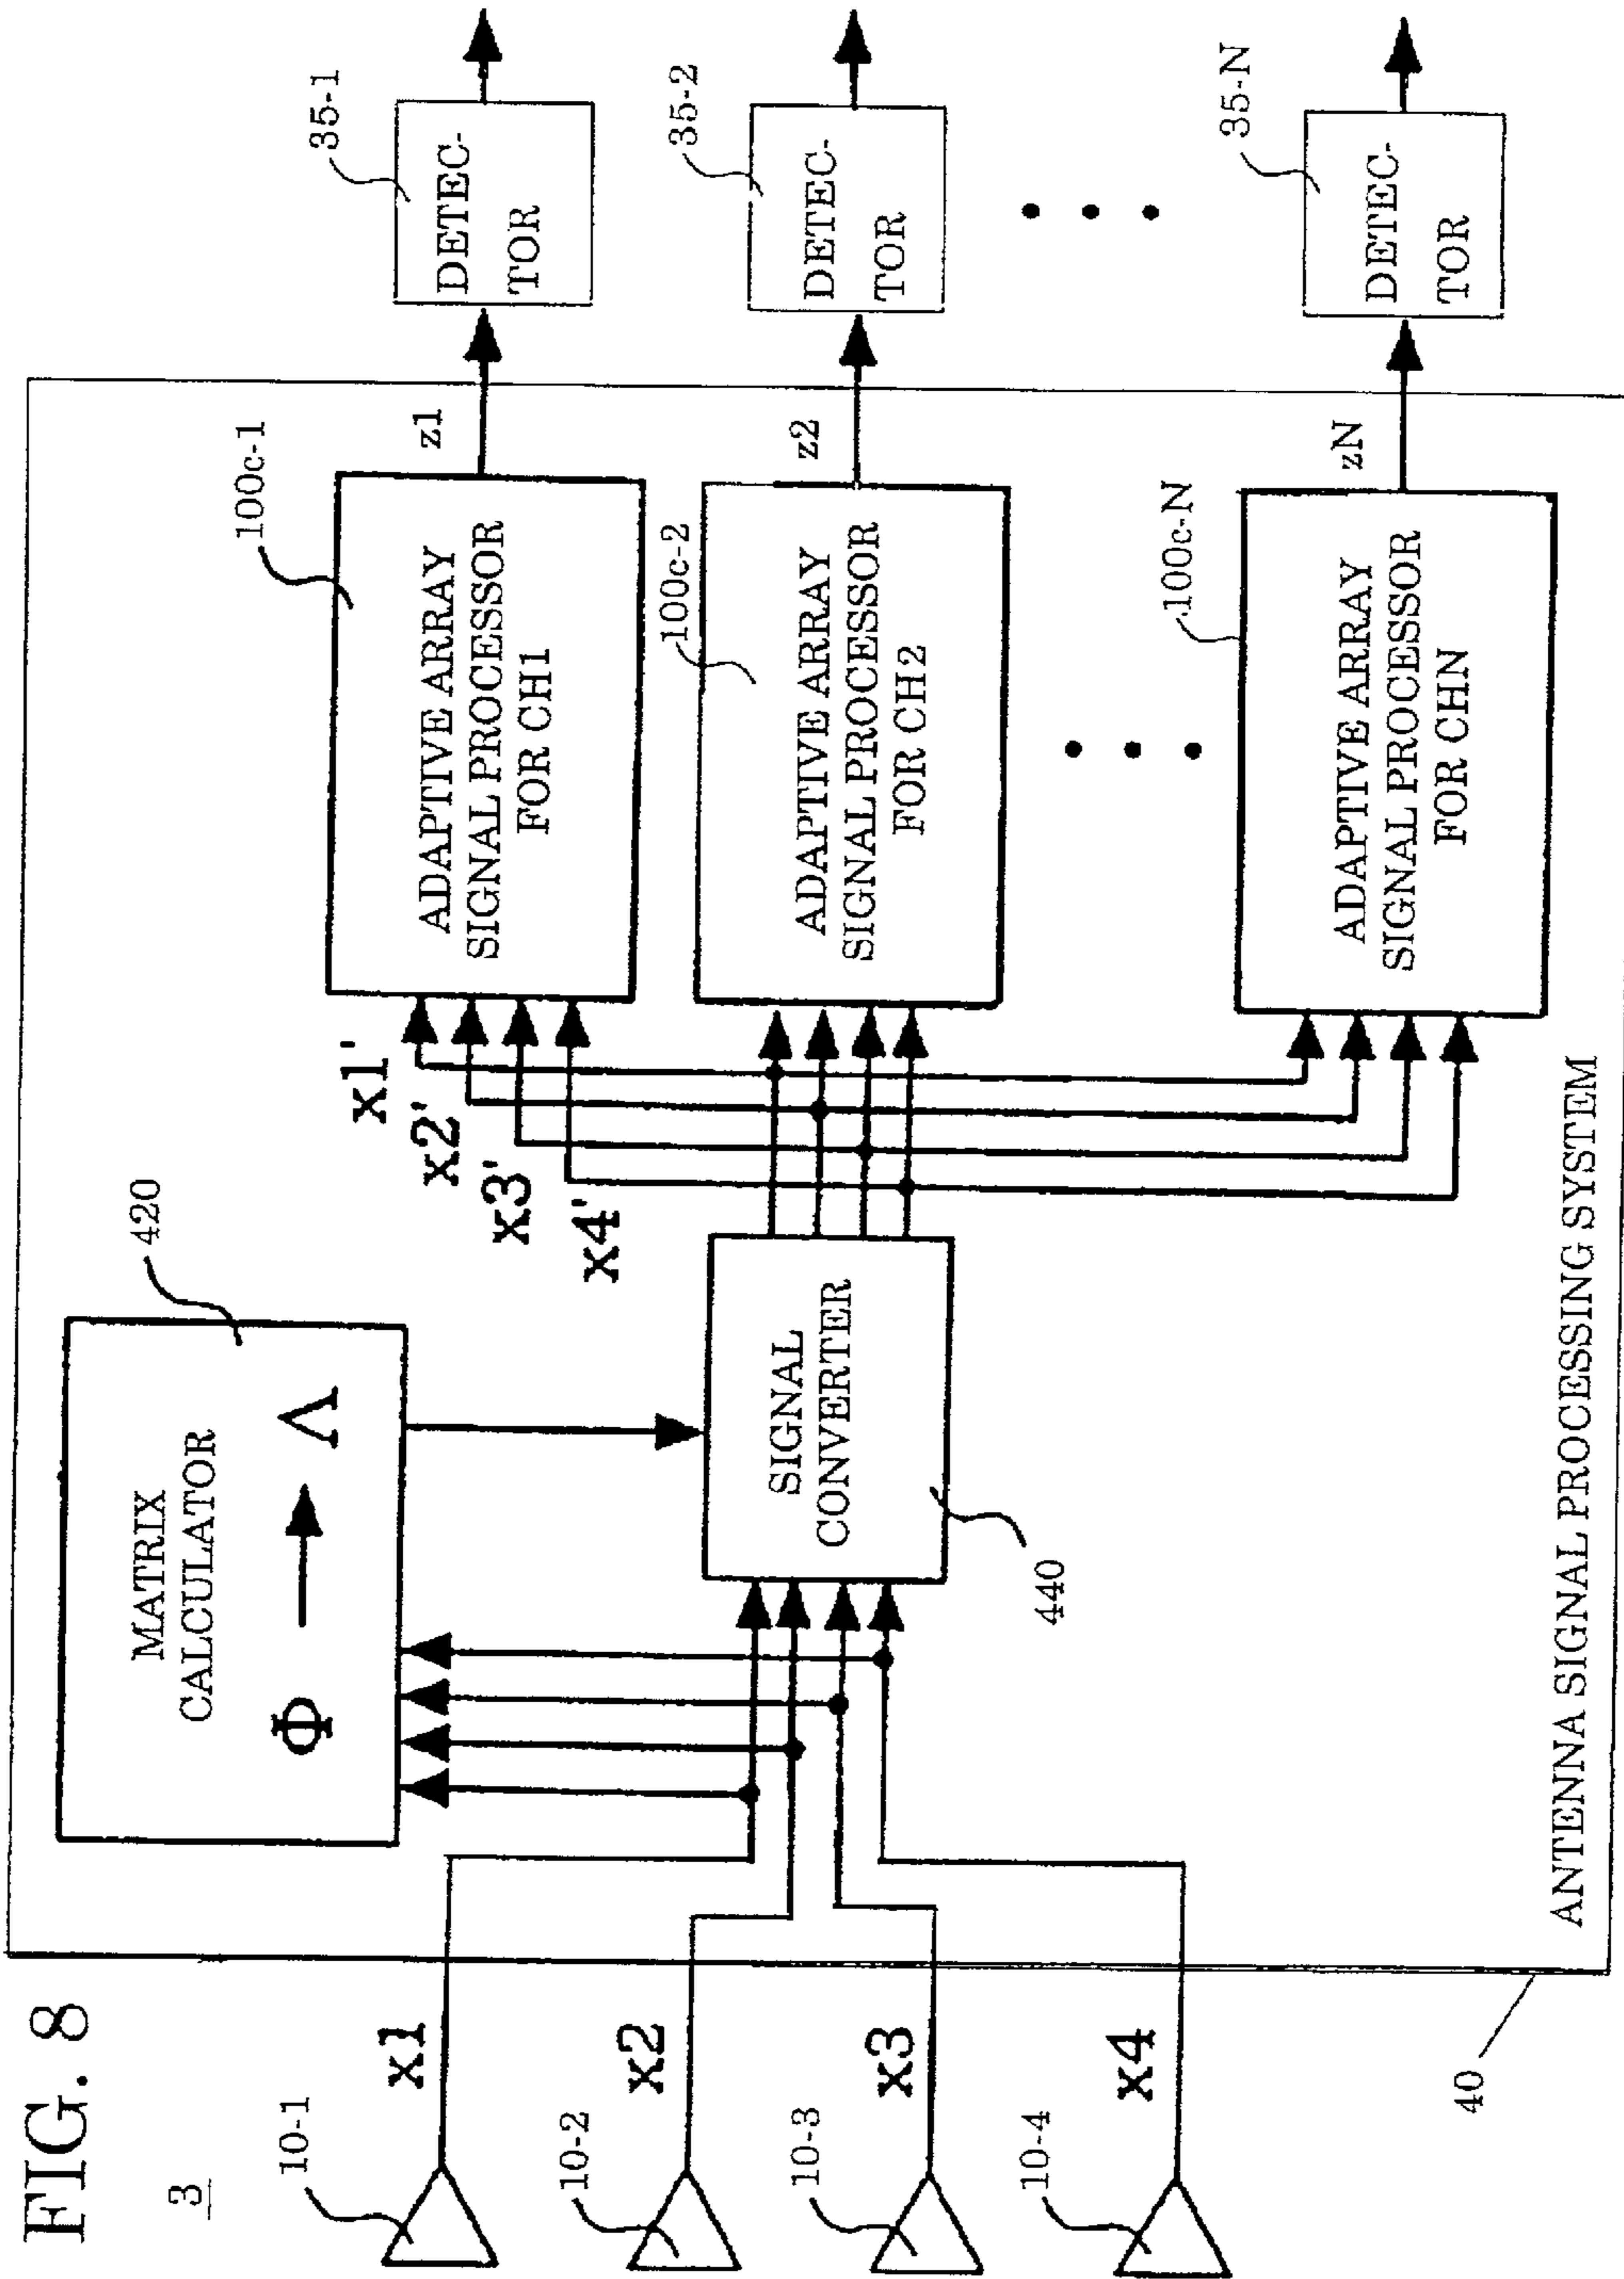 FIG. 8
3
10-1
x1
10-2
x2
10-3
x3
10-4
x4
40
MATRIX
CALCULATOR
Φ → Λ
420
SIGNAL
CONVERTER
440
x1'
x2'
x3'
x4'
ADAPTIVE ARRAY
SIGNAL PROCESSOR
FOR CH1
100c-1
z1
DETEC-
TOR
35-1
ADAPTIVE ARRAY
SIGNAL PROCESSOR
FOR CH2
100c-2
z2
DETEC-
TOR
35-2
ADAPTIVE ARRAY
SIGNAL PROCESSOR
FOR CHN
100c-N
zN
DETEC-
TOR
35-N
ANTENNA SIGNAL PROCESSING SYSTEM